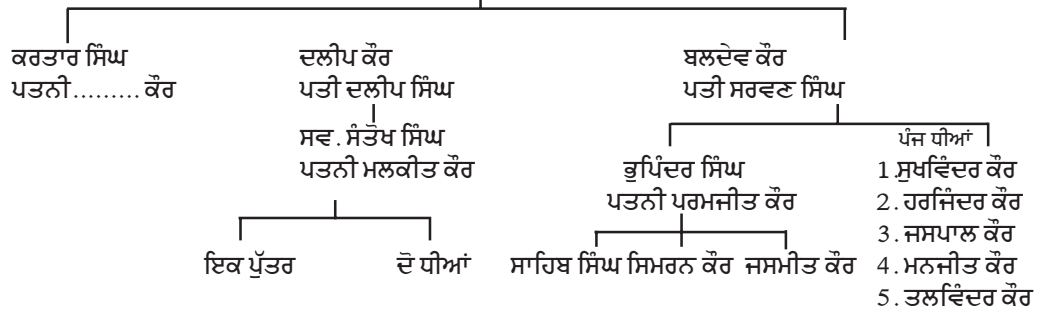 ਕਰਤਾਰ ਸਿੰਘ
ਪਤਨੀ......... ਕੌਰ
ਦਲੀਪ ਕੌਰ
ਪਤੀ ਦਲੀਪ ਸਿੰਘ
ਸਵ. ਸੰਤੋਖ ਸਿੰਘ
ਪਤਨੀ ਮਲਕੀਤ ਕੌਰ
ਇਕ ਪੁੱਤਰ
ਦੋ ਧੀਆਂ
ਬਲਦੇਵ ਕੌਰ
ਪਤੀ ਸਰਵਣ ਸਿੰਘ
ਭੁਪਿੰਦਰ ਸਿੰਘ
ਪਤਨੀ ਪਰਮਜੀਤ ਕੌਰ
ਸਾਹਿਬ ਸਿੰਘ ਸਿਮਰਨ ਕੌਰ ਜਸਮੀਤ ਕੌਰ
ਪੰਜ ਧੀਆਂ
1.ਸੁਖਵਿੰਦਰ ਕੌਰ
2. ਹਰਜਿੰਦਰ ਕੌਰ
3. ਜਸਪਾਲ ਕੌਰ
4. ਮਨਜੀਤ ਕੌਰ
5. ਤਲਵਿੰਦਰ ਕੌਰ